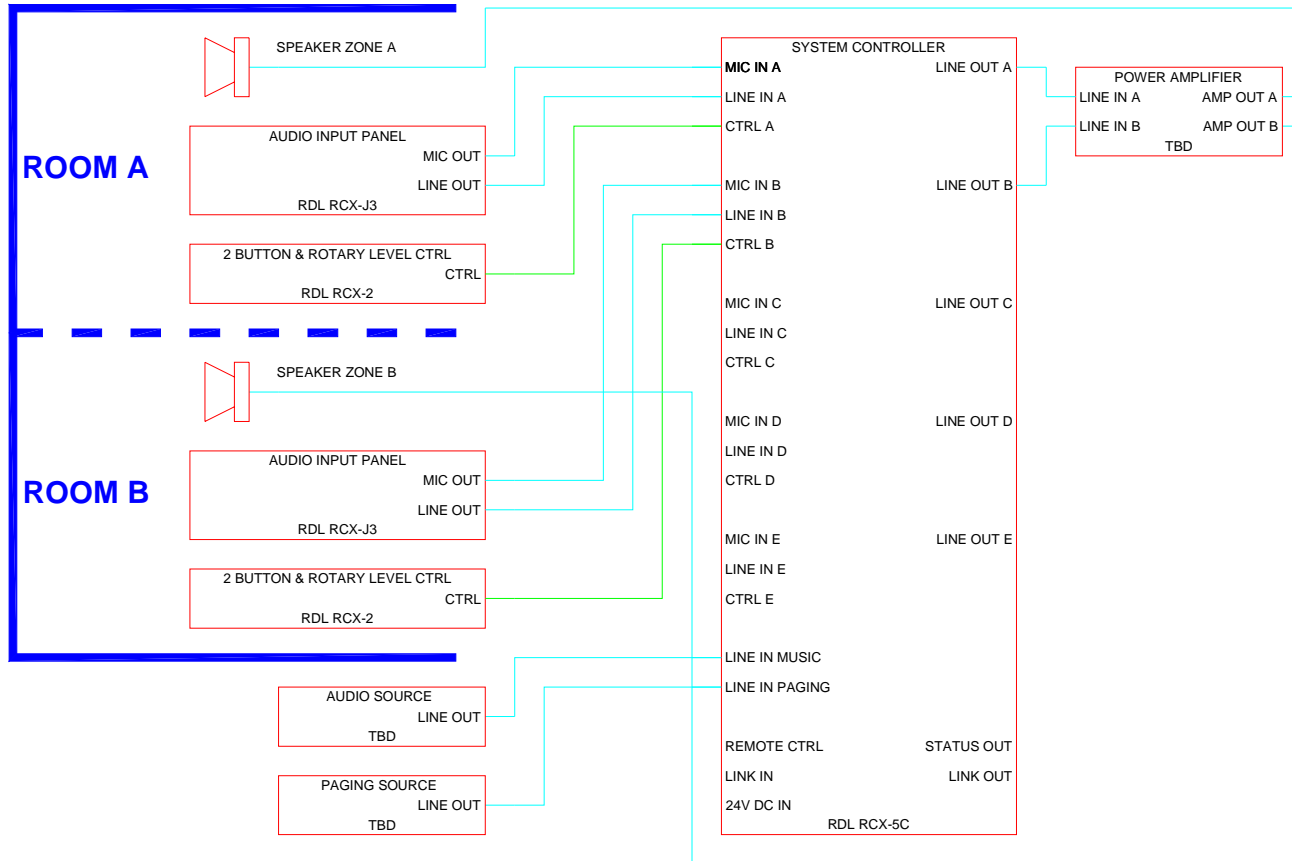 ROOM A
SPEAKER ZONE A
AUDIO INPUT PANEL
MIC OUT
LINE OUT
RDL RCX-J3
2 BUTTON & ROTARY LEVEL CTRL
CTRL
RDL RCX-2
ROOM B
SPEAKER ZONE B
AUDIO INPUT PANEL
MIC OUT
LINE OUT
RDL RCX-J3
2 BUTTON & ROTARY LEVEL CTRL
CTRL
RDL RCX-2
AUDIO SOURCE
LINE OUT
TBD
PAGING SOURCE
LINE OUT
TBD
SYSTEM CONTROLLER
MIC IN A LINE OUT A
LINE IN A
CTRL A
MIC IN B LINE OUT B
LINE IN B
CTRL B
MIC IN C LINE OUT C
LINE IN C
CTRL C
MIC IN D LINE OUT D
LINE IN D
CTRL D
MIC IN E LINE OUT E
LINE IN E
CTRL E
LINE IN MUSIC
LINE IN PAGING
REMOTE CTRL STATUS OUT
LINK IN LINK OUT
24V DC IN
RDL RCX-5C
POWER AMPLIFIER
LINE IN A AMP OUT A
LINE IN B AMP OUT B
TBD